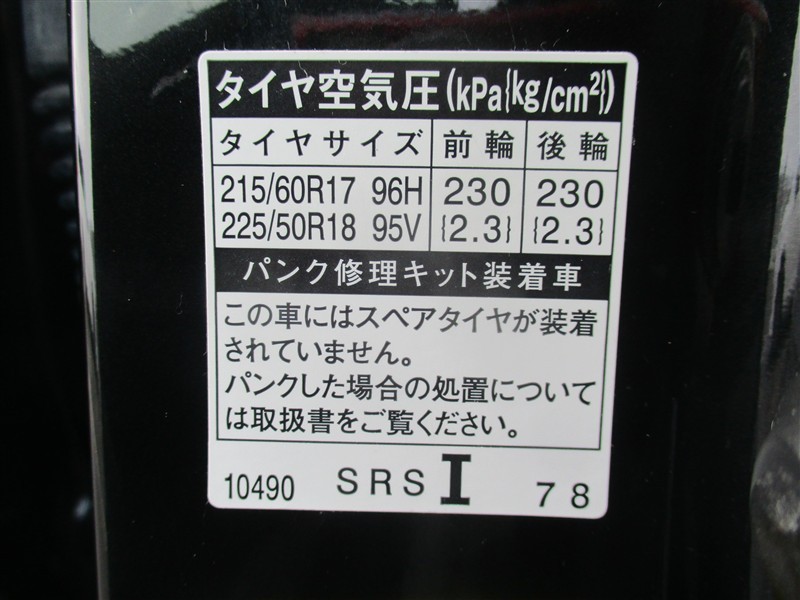 タイヤ空気圧(kPa{kg/cm²})
タイヤサイズ 前輪 後輪
215/60R17 96H 230 230
225/50R18 95V {2.3} {2.3}
パンク修理キット装着車
この車にはスペアタイヤが装着
されていません。
パンクした場合の処置について
は取扱書をご覧ください。
10490 SRS I 78